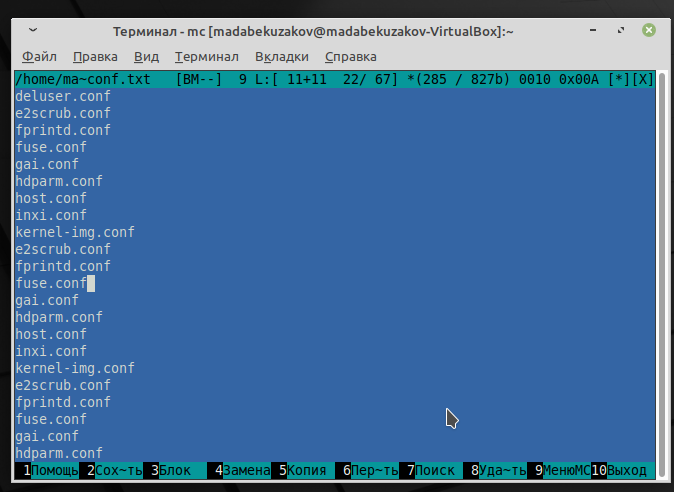 Терминал - mc [madabekuzakov@madabekuzakov-VirtualBox]:~
Файл Правка Вид Терминал Вкладки Справка
/home/ma~conf.txt [BM--] 9 L:[ 11+11 22/ 67] *(285 / 827b) 0010 0x00A [*][X]
deluser.conf
e2scrub.conf
fprintd.conf
fuse.conf
gai.conf
hdparm.conf
host.conf
inxi.conf
kernel-img.conf
e2scrub.conf
fprintd.conf
fuse.conf
gai.conf
hdparm.conf
host.conf
inxi.conf
kernel-img.conf
e2scrub.conf
fprintd.conf
fuse.conf
gai.conf
hdparm.conf
1Помощь 2Сох~ть 3Блок 4Замена 5Копия 6Пер~ть 7Поиск 8Уда~ть 9МенюMC 10Выход